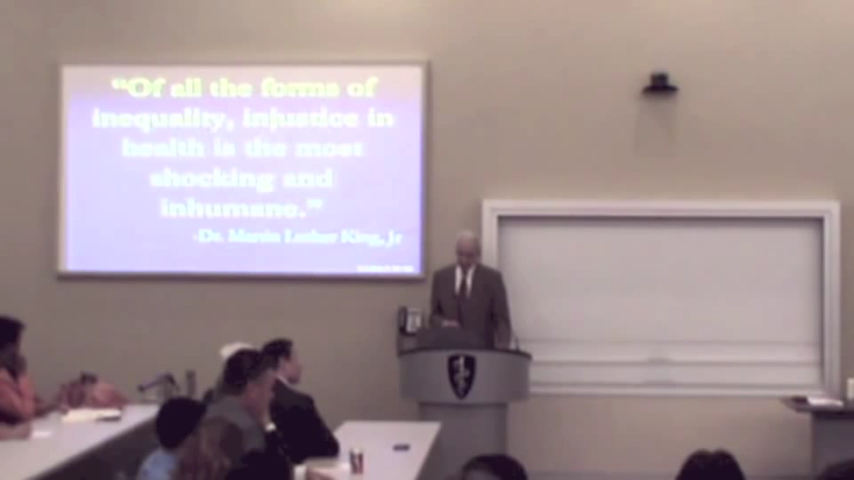 “Of all the forms of
inequality, injustice in
health is the most
shocking and
inhumane.”
-Dr. Martin Luther King, Jr